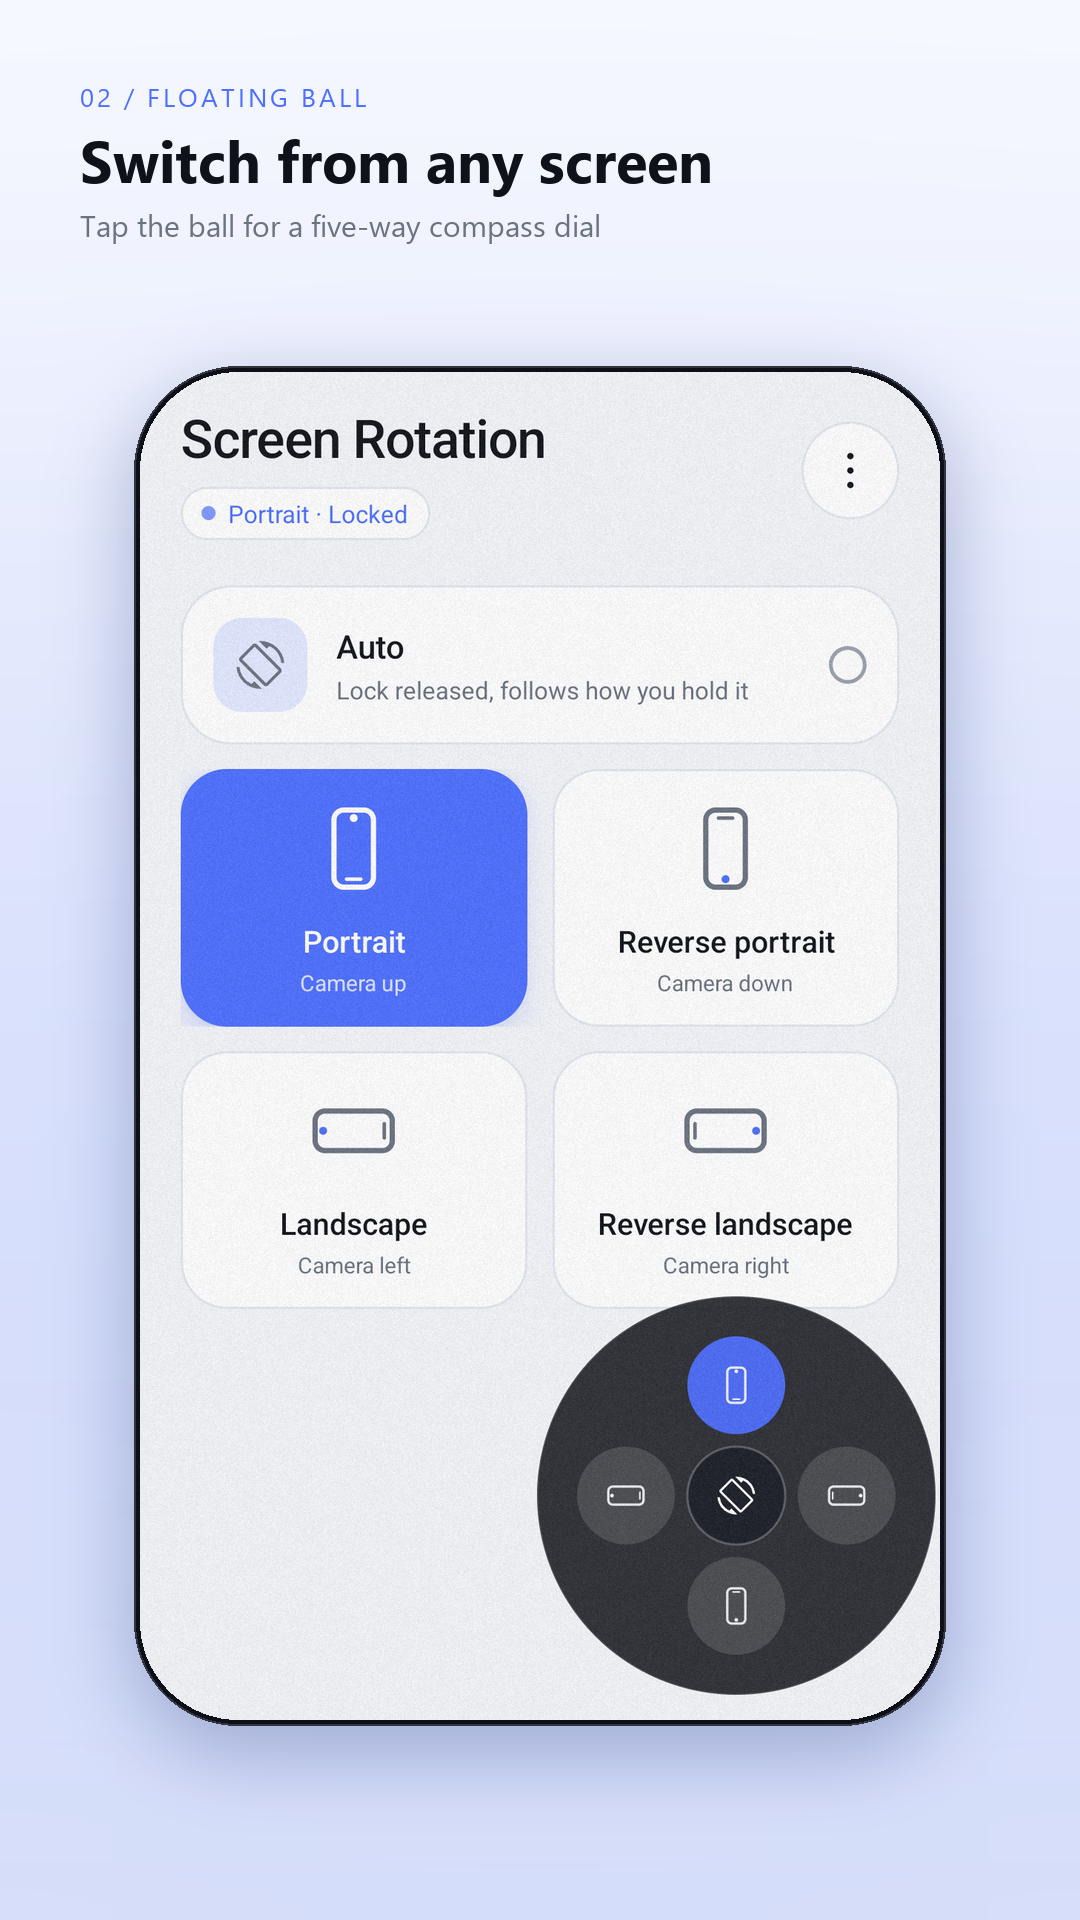 02 / FLOATING BALL
Switch from any screen
Tap the ball for a five-way compass dial
Screen Rotation
Portrait · Locked
Auto
Lock released, follows how you hold it
Portrait
Camera up
Reverse portrait
Camera down
Landscape
Camera left
Reverse landscape
Camera right